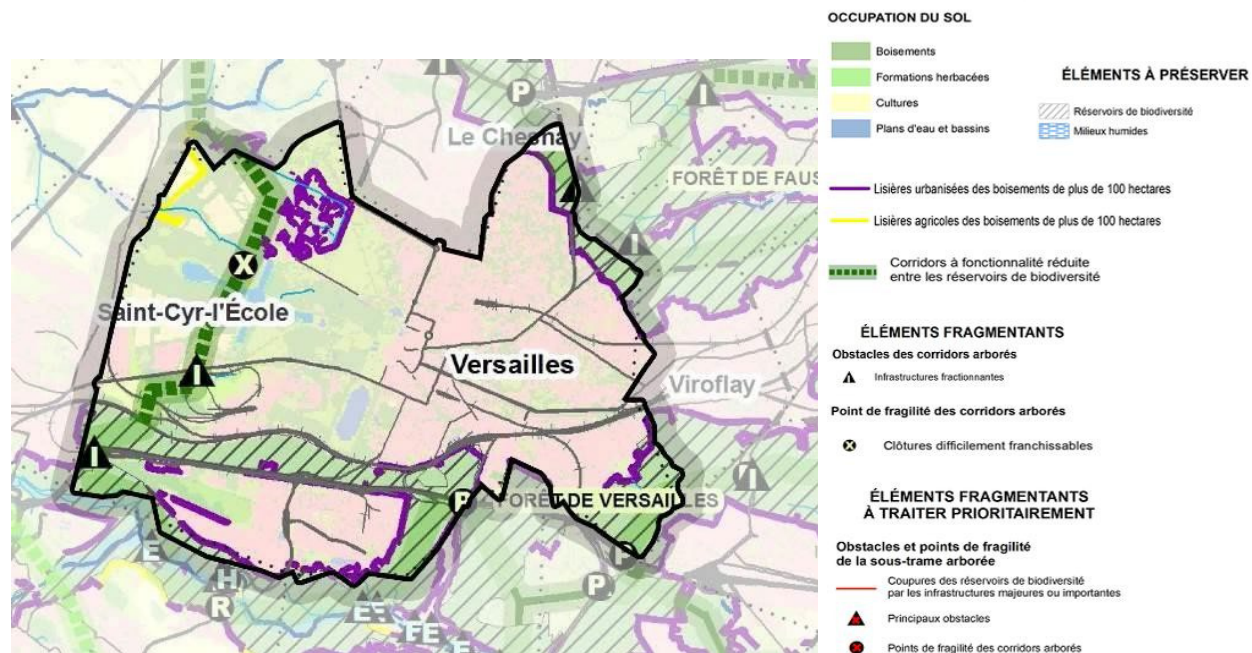 Le Chesnay
FORÊT DE FAUS
Saint-Cyr-l'École
Versailles
Viroflay
FORÊT DE VERSAILLES
I
P
I
I
I
X
I
I
P
I
P
P
E
H
R
E
F
E
E
OCCUPATION DU SOL
Boisements
Formations herbacées
Cultures
Plans d'eau et bassins
ÉLÉMENTS À PRÉSERVER
Réservoirs de biodiversité
Milieux humides
Lisières urbanisées des boisements de plus de 100 hectares
Lisières agricoles des boisements de plus de 100 hectares
Corridors à fonctionnalité réduite
entre les réservoirs de biodiversité
ÉLÉMENTS FRAGMENTANTS
Obstacles des corridors arborés
Infrastructures fractionnantes
Point de fragilité des corridors arborés
Clôtures difficilement franchissables
ÉLÉMENTS FRAGMENTANTS
À TRAITER PRIORITAIREMENT
Obstacles et points de fragilité
de la sous-trame arborée
Coupures des réservoirs de biodiversité
par les infrastructures majeures ou importantes
Principaux obstacles
Points de fragilité des corridors arborés